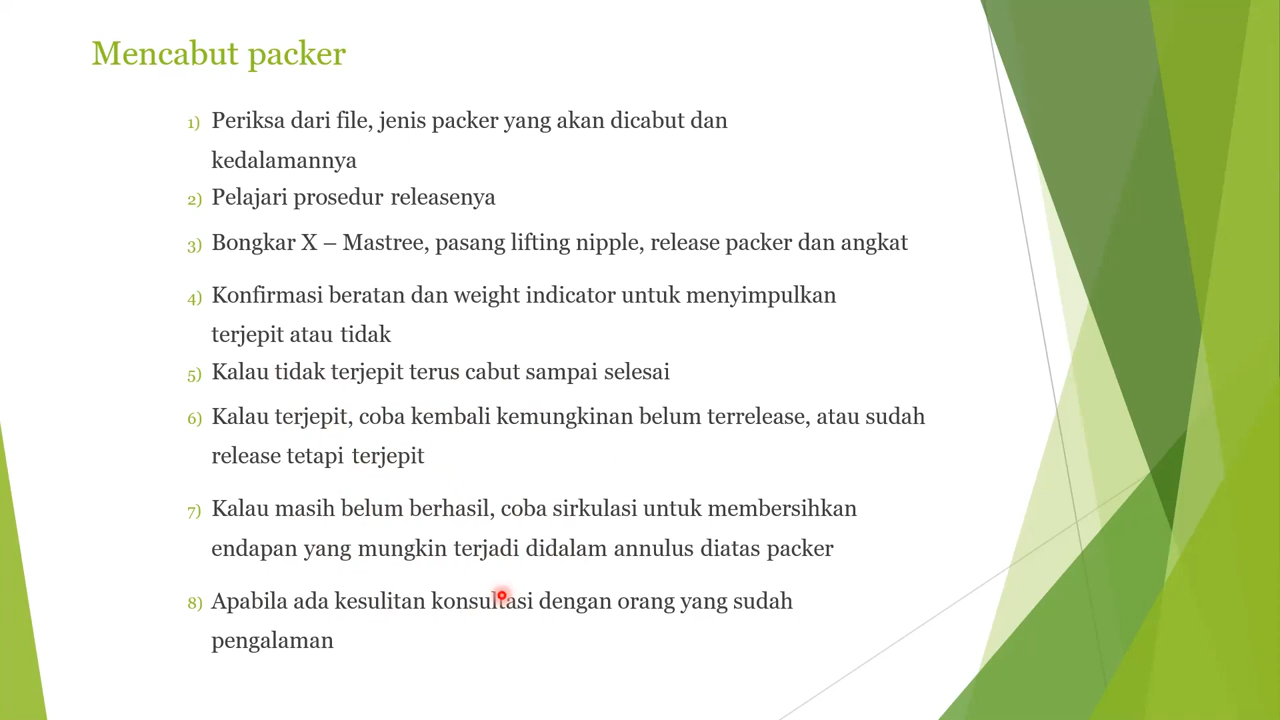 Mencabut packer
1) Periksa dari file, jenis packer yang akan dicabut dan
kedalamannya
2) Pelajari prosedur releasenya
3) Bongkar X – Mastree, pasang lifting nipple, release packer dan angkat
4) Konfirmasi beratan dan weight indicator untuk menyimpulkan
terjepit atau tidak
5) Kalau tidak terjepit terus cabut sampai selesai
6) Kalau terjepit, coba kembali kemungkinan belum terrelease, atau sudah
release tetapi terjepit
7) Kalau masih belum berhasil, coba sirkulasi untuk membersihkan
endapan yang mungkin terjadi didalam annulus diatas packer
8) Apabila ada kesulitan konsultasi dengan orang yang sudah
pengalaman